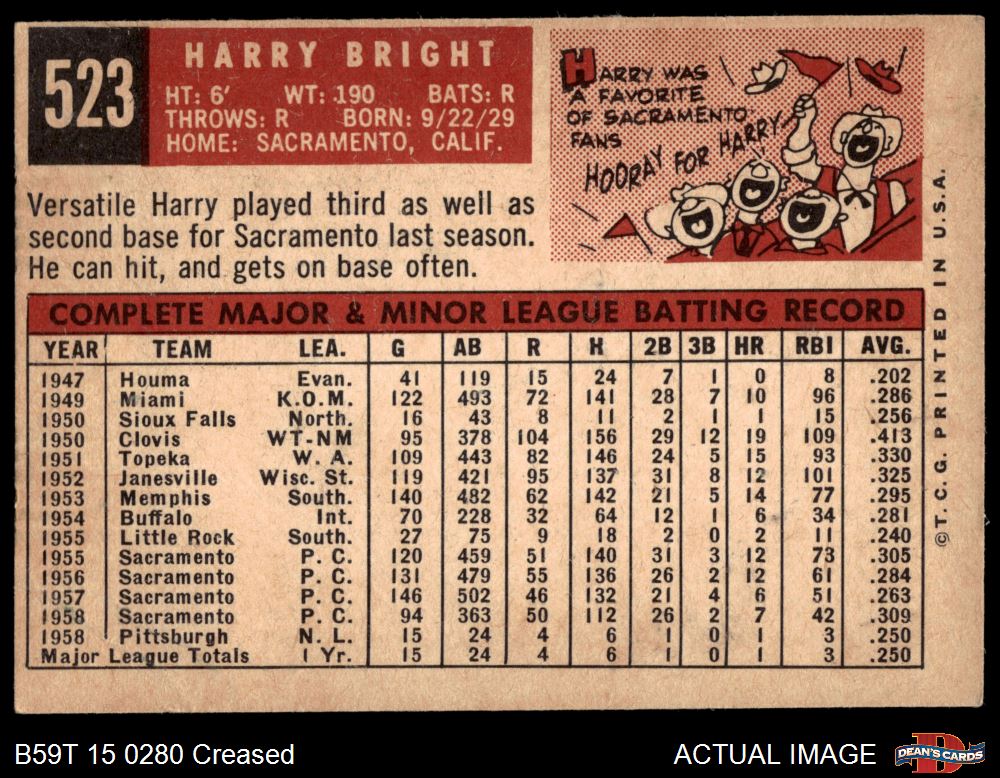 523
HARRY BRIGHT
HT: 6' WT: 190 BATS: R
THROWS: R BORN: 9/22/29
HOME: SACRAMENTO, CALIF.
HARRY WAS
A FAVORITE
OF SACRAMENTO
FANS
HOORAY FOR HARRY
Versatile Harry played third as well as
second base for Sacramento last season.
He can hit, and gets on base often.
COMPLETE MAJOR & MINOR LEAGUE BATTING RECORD
YEAR TEAM LEA. G AB R H 2B 3B HR RBI AVG.
1947 Houma Evan. 41 119 15 24 7 1 0 8 .202
1949 Miami K.O.M. 122 493 72 141 28 7 10 96 .286
1950 Sioux Falls North. 16 43 8 11 2 1 1 15 .256
1950 Clovis WT-NM 95 378 104 156 29 12 19 109 .413
1951 Topeka W. A. 109 443 82 146 24 5 15 93 .330
1952 Janesville Wisc. St. 119 421 95 137 31 8 12 101 .325
1953 Memphis South. 140 482 62 142 21 5 14 77 .295
1954 Buffalo Int. 70 228 32 64 12 1 6 34 .281
1955 Little Rock South. 27 75 9 18 2 0 2 11 .240
1955 Sacramento P. C. 120 459 51 140 31 3 12 73 .305
1956 Sacramento P. C. 131 479 55 136 26 2 12 61 .284
1957 Sacramento P. C. 146 502 46 132 21 4 6 51 .263
1958 Sacramento P. C. 94 363 50 112 26 2 7 42 .309
1958 Pittsburgh N. L. 15 24 4 6 1 0 1 3 .250
Major League Totals 1 Yr. 15 24 4 6 1 0 1 3 .250
©T. C. G. PRINTED IN U.S.A.
B59T 15 0280 Creased
ACTUAL IMAGE
DEAN'S CARDS